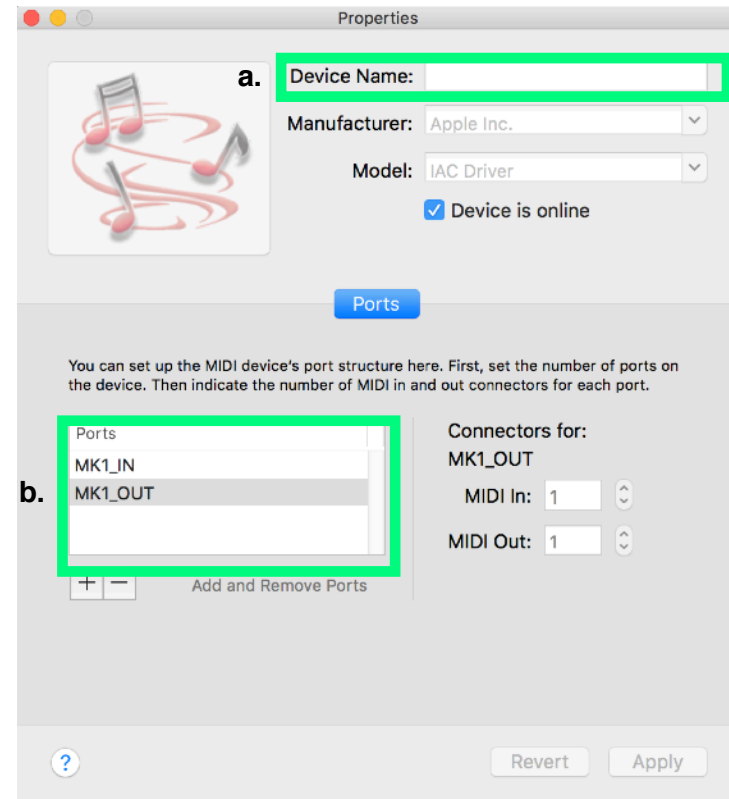 Properties
a. Device Name:
Manufacturer: Apple Inc.
Model: IAC Driver
Device is online
Ports
You can set up the MIDI device's port structure here. First, set the number of ports on
the device. Then indicate the number of MIDI in and out connectors for each port.
Ports
MK1_IN
b. MK1_OUT
Connectors for:
MK1_OUT
MIDI In: 1
MIDI Out: 1
+ − Add and Remove Ports
? Revert Apply